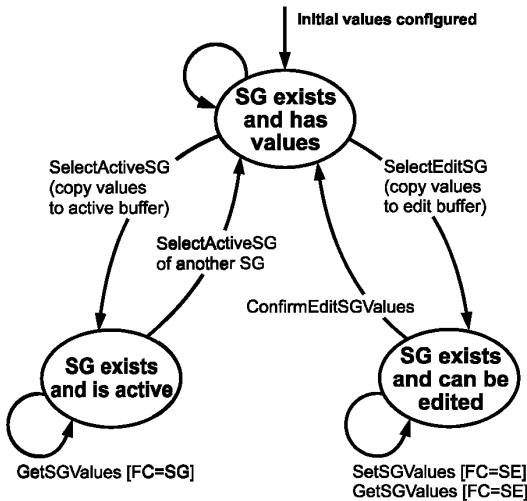 Initial values configured
SG exists
and has
values
SelectActiveSG
(copy values
to active buffer)
SelectEditSG
(copy values
to edit buffer)
SelectActiveSG
of another SG
ConfirmEditSGValues
SG exists
and is active
SG exists
and can be
edited
GetSGValues [FC=SG]
SetSGValues [FC=SE]
GetSGValues [FC=SE]